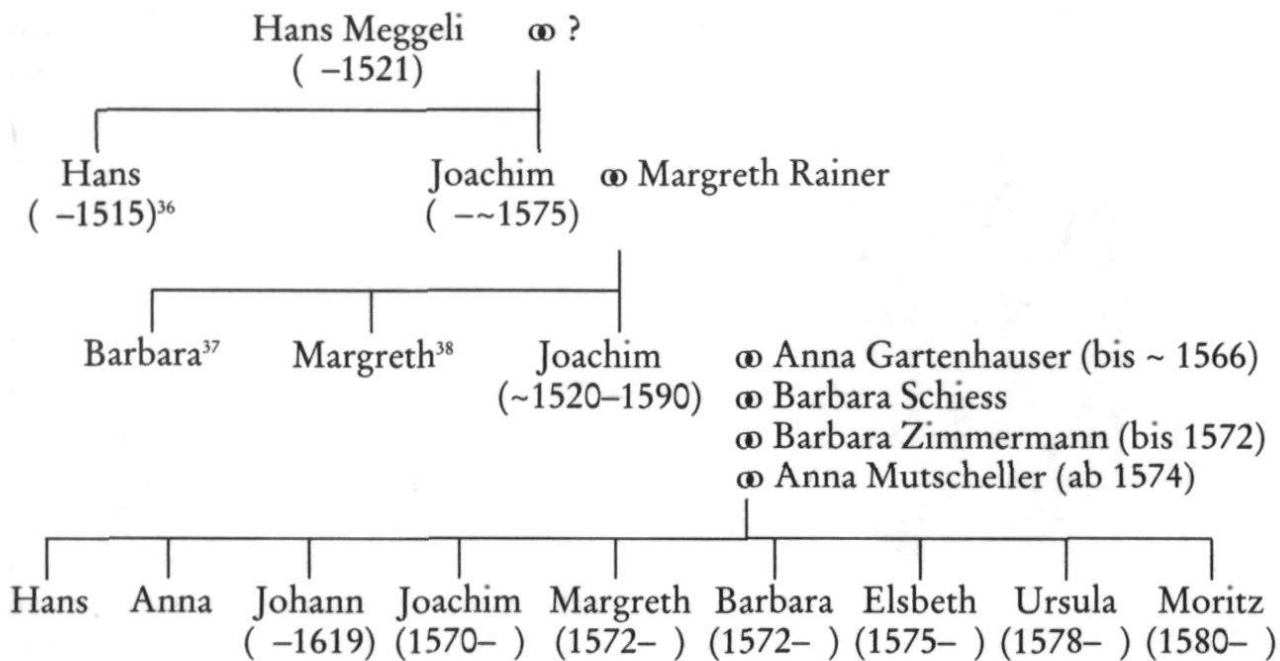 Hans Meggeli ⚭ ?
( –1521)
Hans Joachim ⚭ Margreth Rainer
( –1515)³⁶ ( –~1575)
Barbara³⁷ Margreth³⁸ Joachim ⚭ Anna Gartenhauser (bis ~ 1566)
(~1520–1590) ⚭ Barbara Schiess
⚭ Barbara Zimmermann (bis 1572)
⚭ Anna Mutscheller (ab 1574)
Hans Anna Johann Joachim Margreth Barbara Elsbeth Ursula Moritz
( –1619) (1570– ) (1572– ) (1572– ) (1575– ) (1578– ) (1580– )